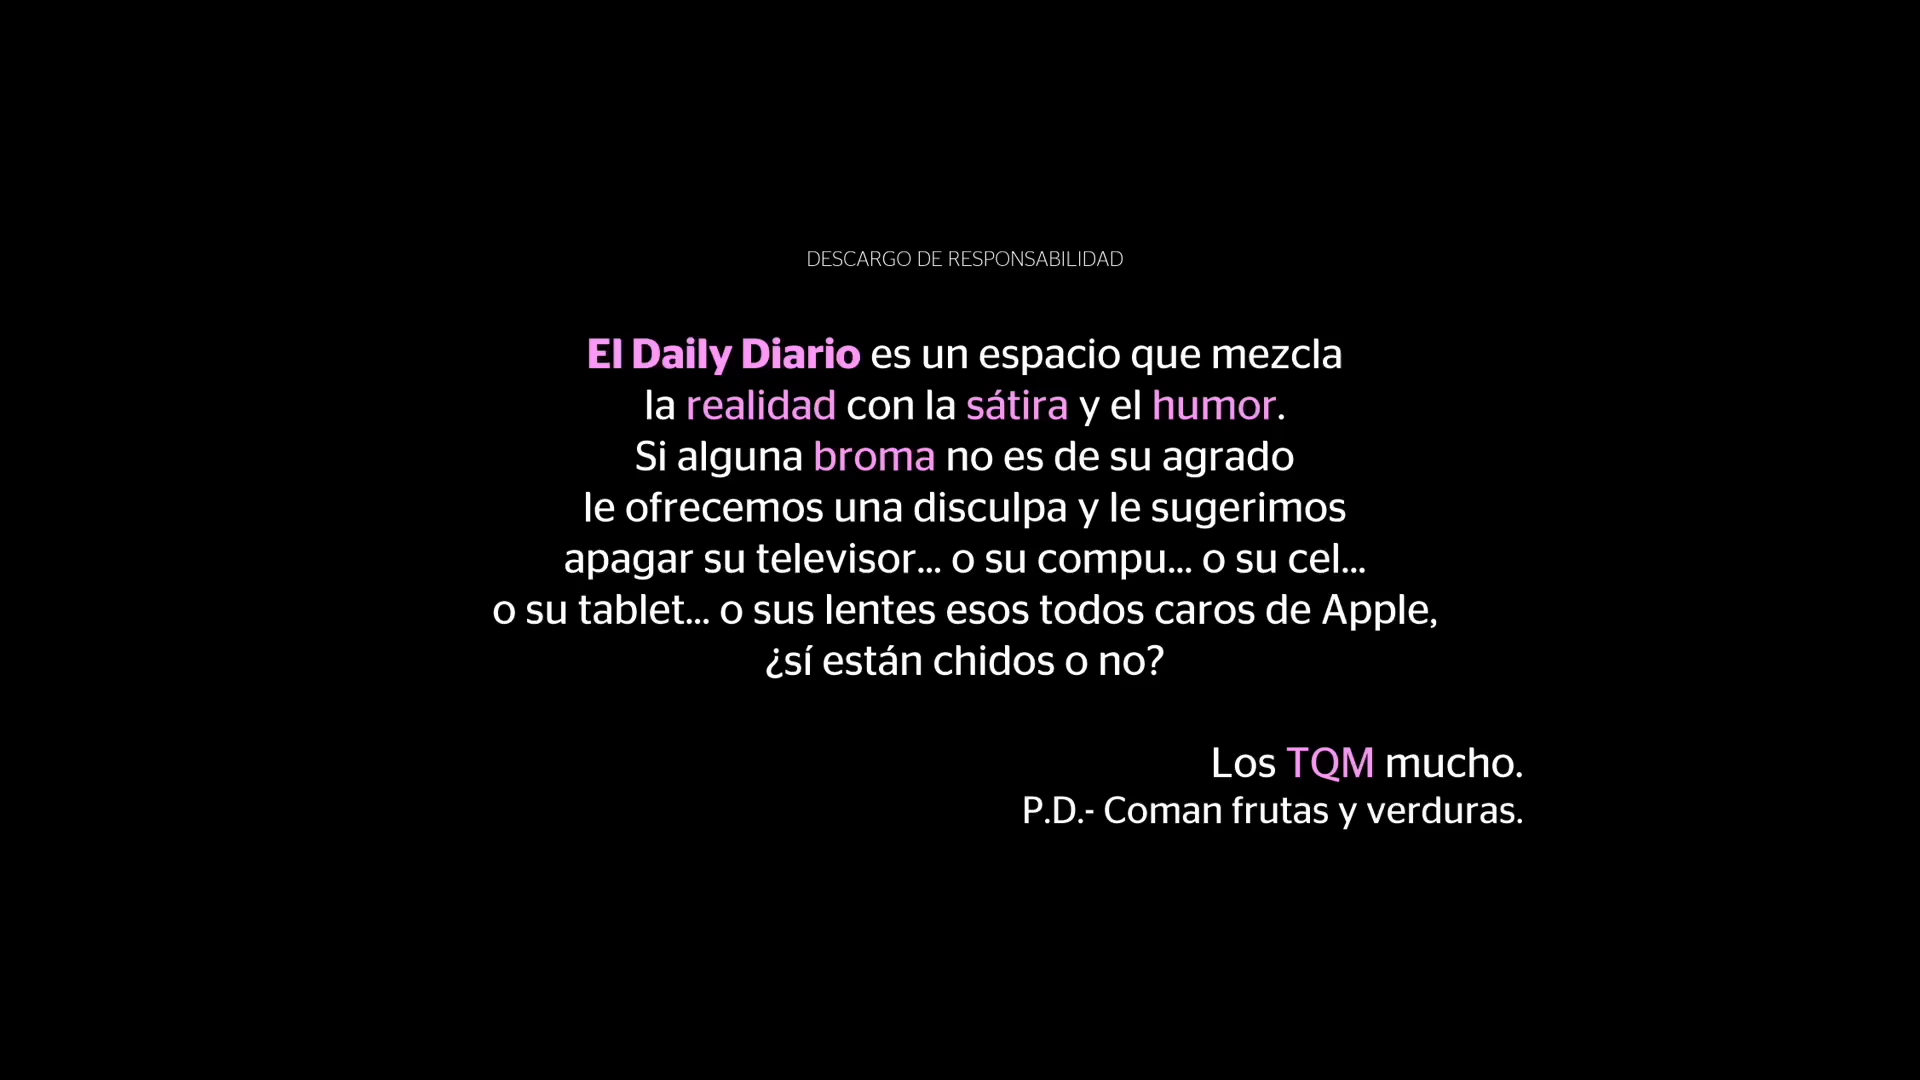 DESCARGO DE RESPONSABILIDAD
El Daily Diario es un espacio que mezcla
la realidad con la sátira y el humor.
Si alguna broma no es de su agrado
le ofrecemos una disculpa y le sugerimos
apagar su televisor... o su compu... o su cel...
o su tablet... o sus lentes esos todos caros de Apple,
¿sí están chidos o no?
Los TQM mucho.
P.D.- Coman frutas y verduras.